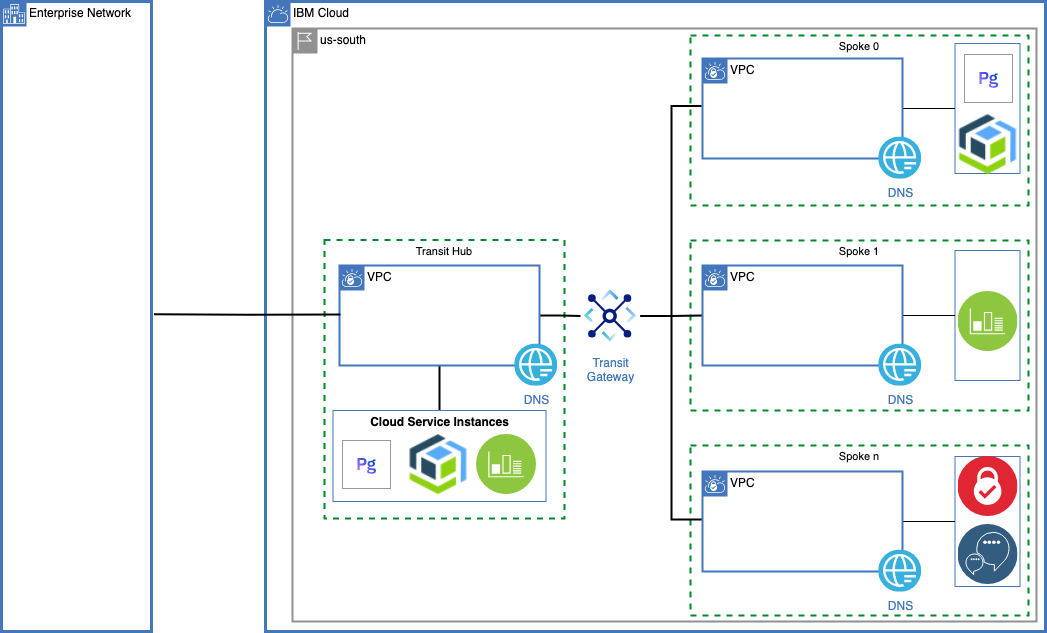 Enterprise Network
IBM Cloud
us-south
Spoke 0
VPC
Pg
DNS
Transit Hub
VPC
DNS
Cloud Service Instances
Pg
Transit
Gateway
Spoke 1
VPC
DNS
Spoke n
VPC
DNS